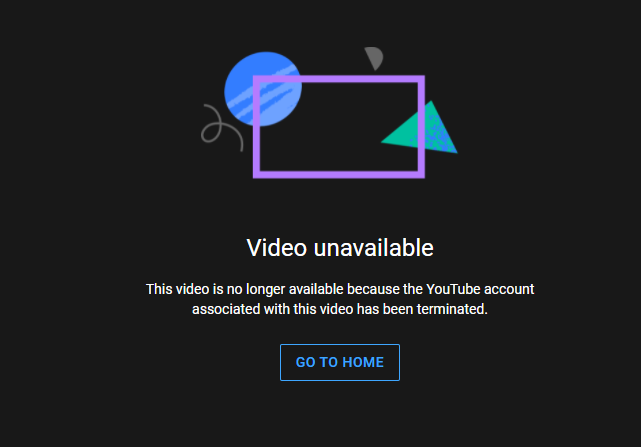 Video unavailable
This video is no longer available because the YouTube account
associated with this video has been terminated.
GO TO HOME